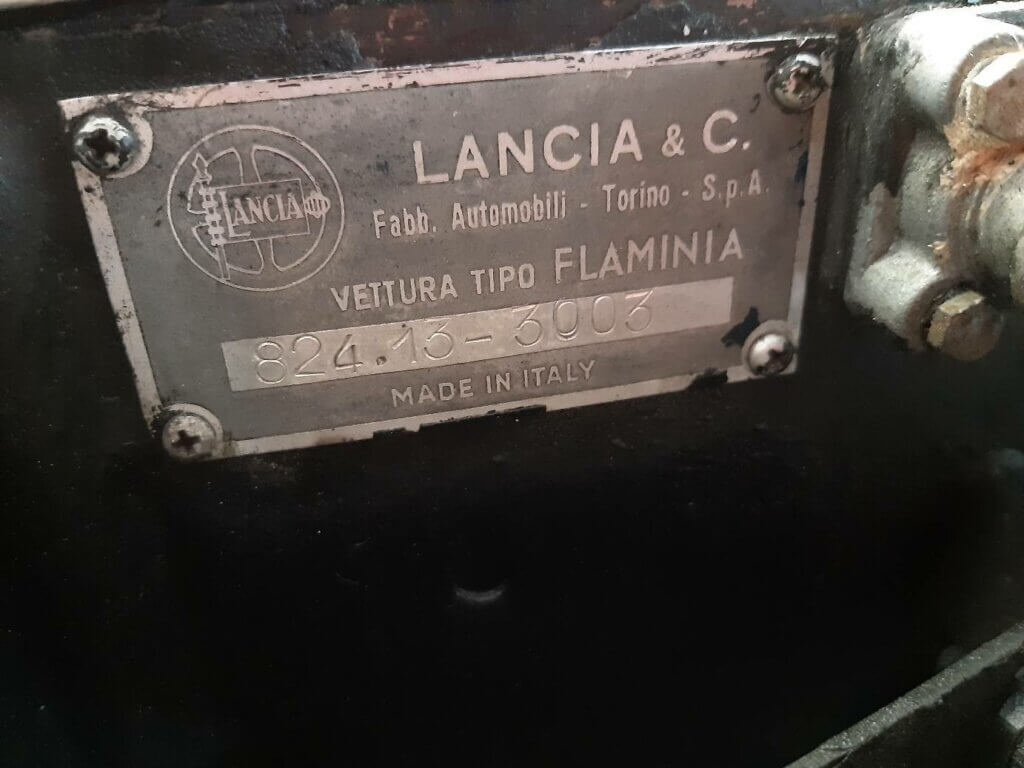 LANCIA
LANCIA & C.
Fabb. Automobili - Torino - S.p.A.
VETTURA TIPO FLAMINIA
824.13-3003
MADE IN ITALY